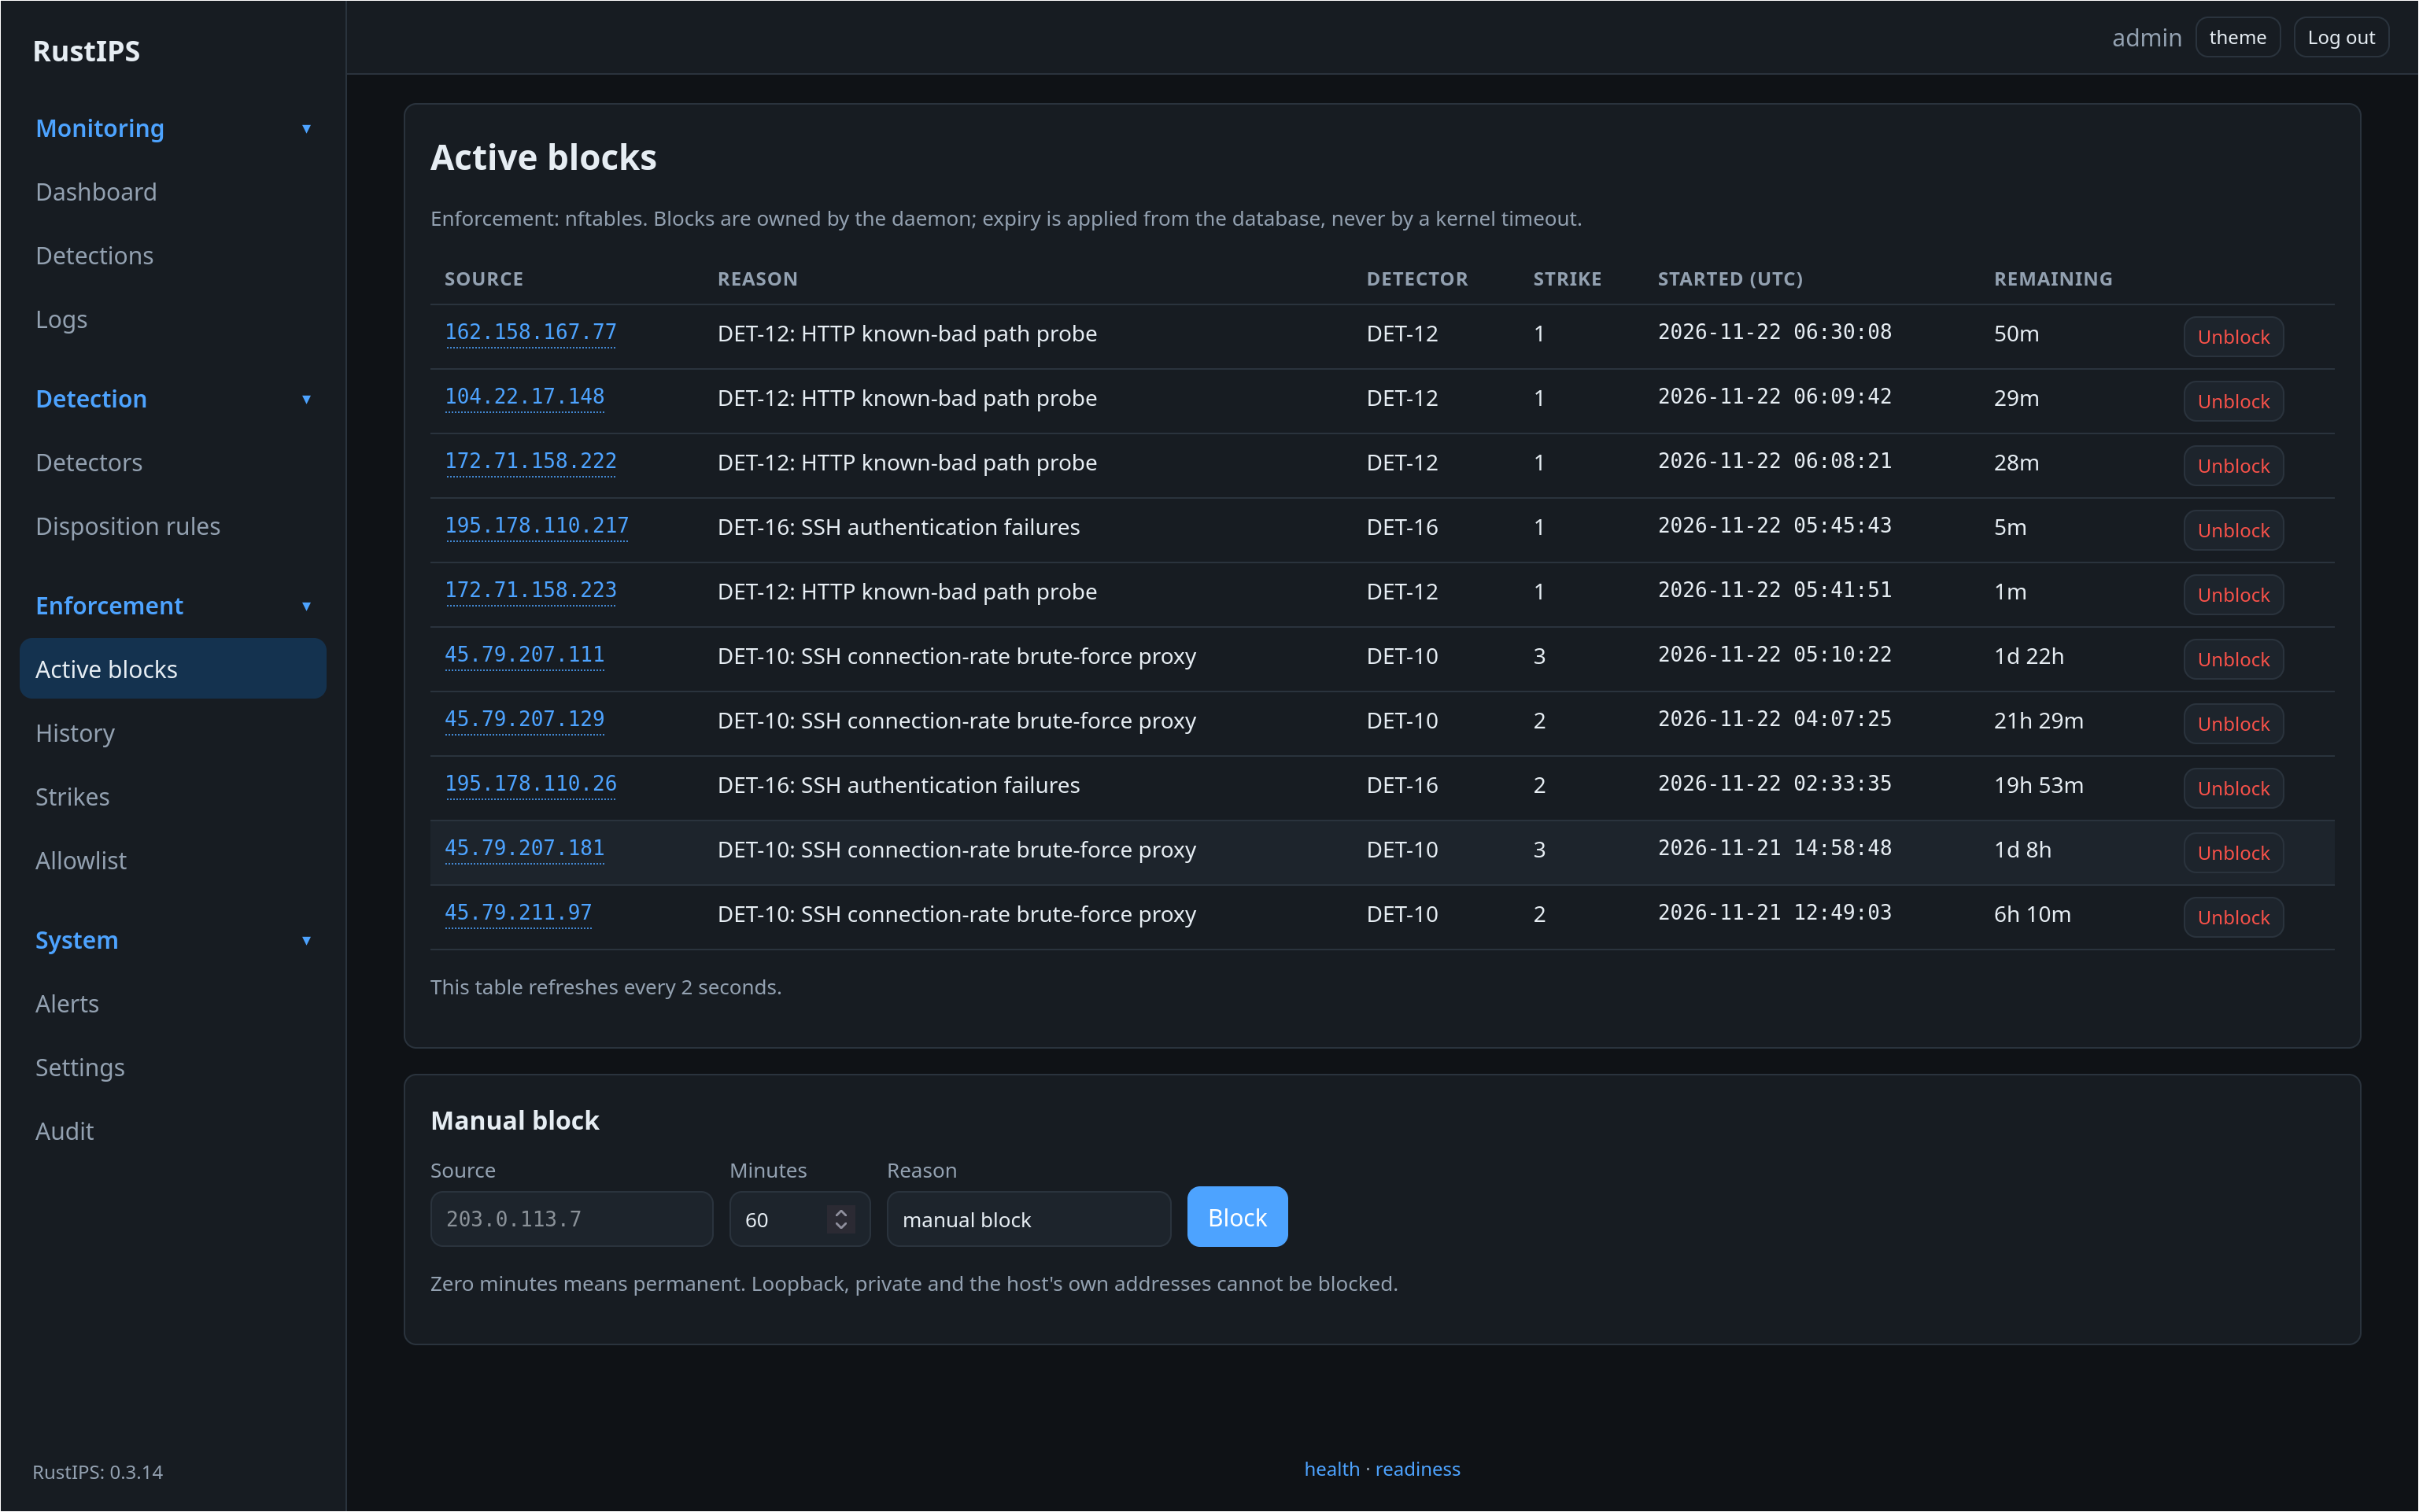 RustIPS
admin theme Log out
Monitoring ▾
Dashboard
Detections
Logs
Detection ▾
Detectors
Disposition rules
Enforcement ▾
Active blocks
History
Strikes
Allowlist
System ▾
Alerts
Settings
Audit
RustIPS: 0.3.14
Active blocks
Enforcement: nftables. Blocks are owned by the daemon; expiry is applied from the database, never by a kernel timeout.
SOURCE REASON DETECTOR STRIKE STARTED (UTC) REMAINING
162.158.167.77 DET-12: HTTP known-bad path probe DET-12 1 2026-11-22 06:30:08 50m Unblock
104.22.17.148 DET-12: HTTP known-bad path probe DET-12 1 2026-11-22 06:09:42 29m Unblock
172.71.158.222 DET-12: HTTP known-bad path probe DET-12 1 2026-11-22 06:08:21 28m Unblock
195.178.110.217 DET-16: SSH authentication failures DET-16 1 2026-11-22 05:45:43 5m Unblock
172.71.158.223 DET-12: HTTP known-bad path probe DET-12 1 2026-11-22 05:41:51 1m Unblock
45.79.207.111 DET-10: SSH connection-rate brute-force proxy DET-10 3 2026-11-22 05:10:22 1d 22h Unblock
45.79.207.129 DET-10: SSH connection-rate brute-force proxy DET-10 2 2026-11-22 04:07:25 21h 29m Unblock
195.178.110.26 DET-16: SSH authentication failures DET-16 2 2026-11-22 02:33:35 19h 53m Unblock
45.79.207.181 DET-10: SSH connection-rate brute-force proxy DET-10 3 2026-11-21 14:58:48 1d 8h Unblock
45.79.211.97 DET-10: SSH connection-rate brute-force proxy DET-10 2 2026-11-21 12:49:03 6h 10m Unblock
This table refreshes every 2 seconds.
Manual block
Source Minutes Reason
203.0.113.7 60 manual block Block
Zero minutes means permanent. Loopback, private and the host's own addresses cannot be blocked.
health · readiness